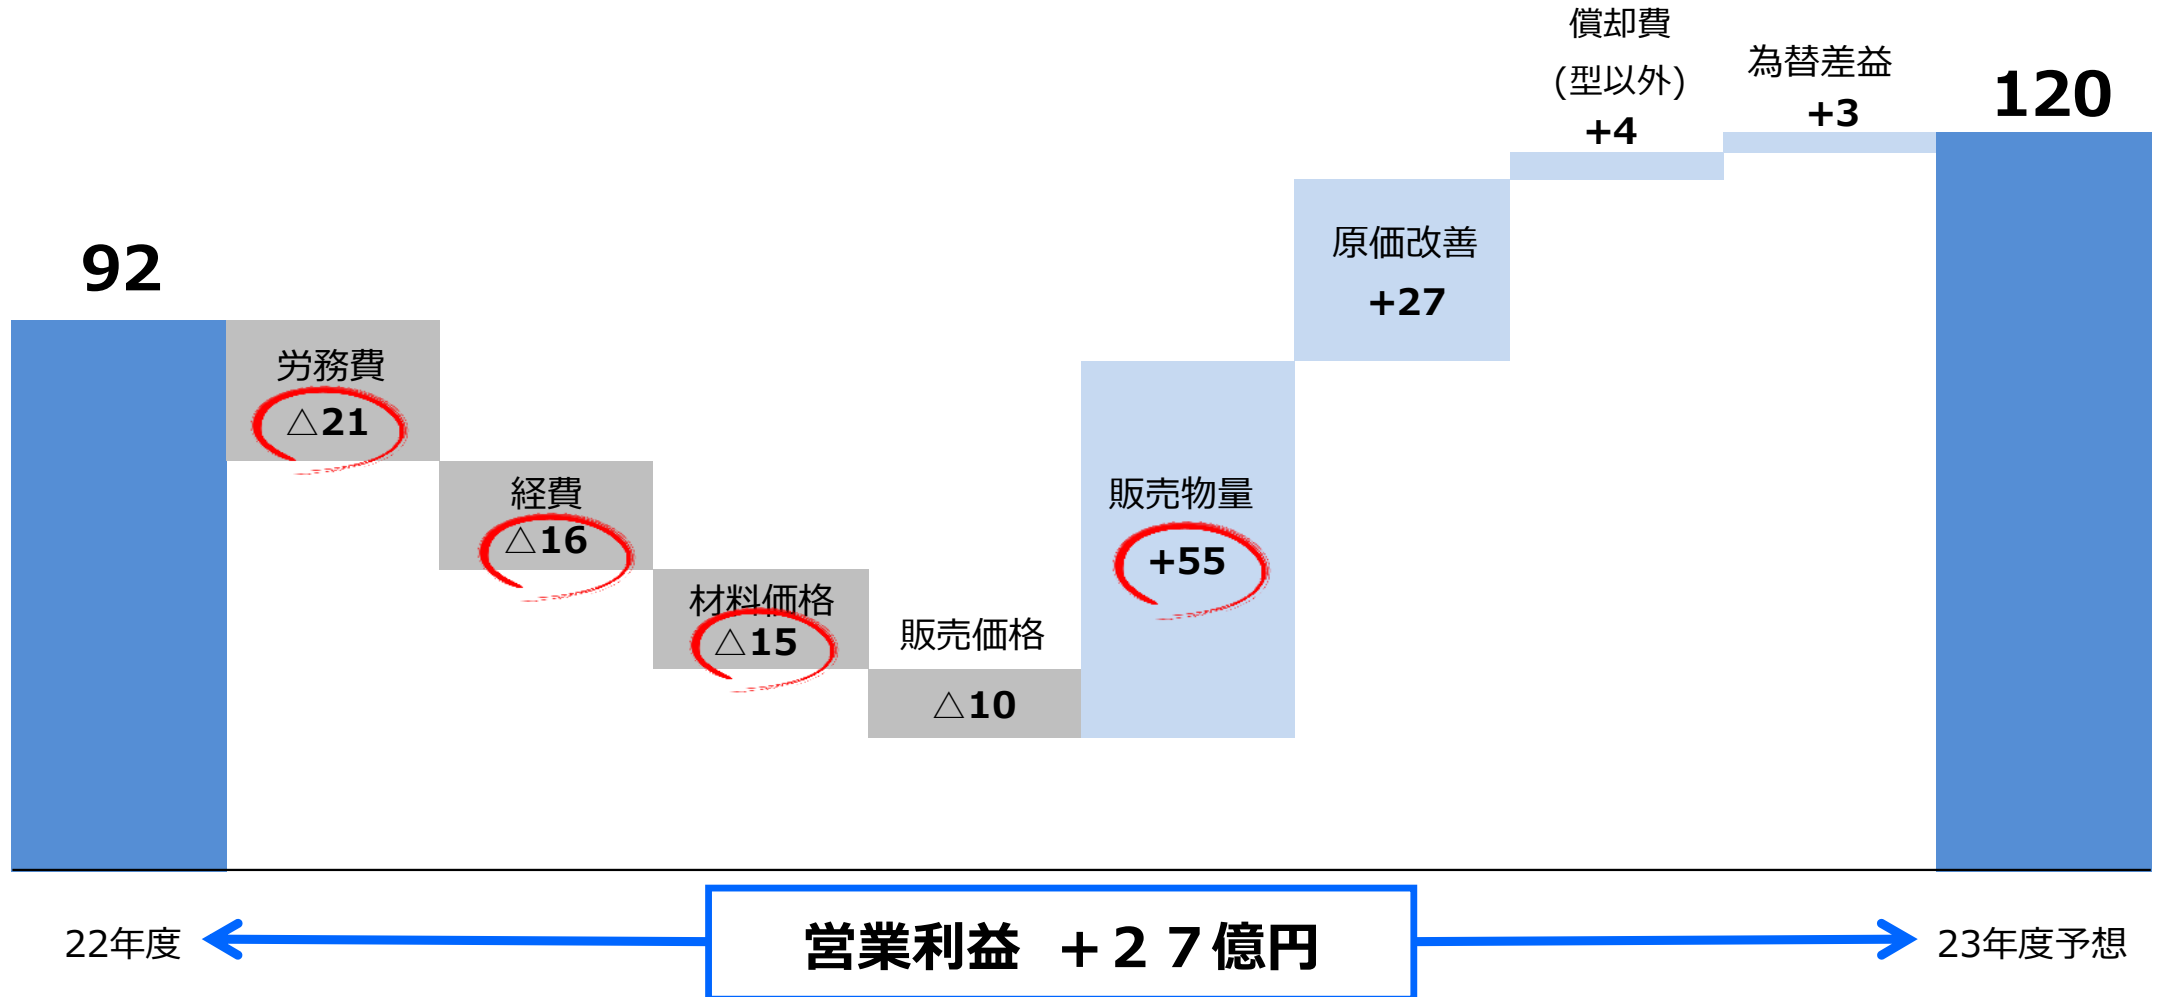 92
労務費
△21
経費
△16
材料価格
△15
販売価格
△10
販売物量
+55
原価改善
+27
償却費
(型以外)
+4
為替差益
+3
120
22年度
営業利益 +27億円
23年度予想